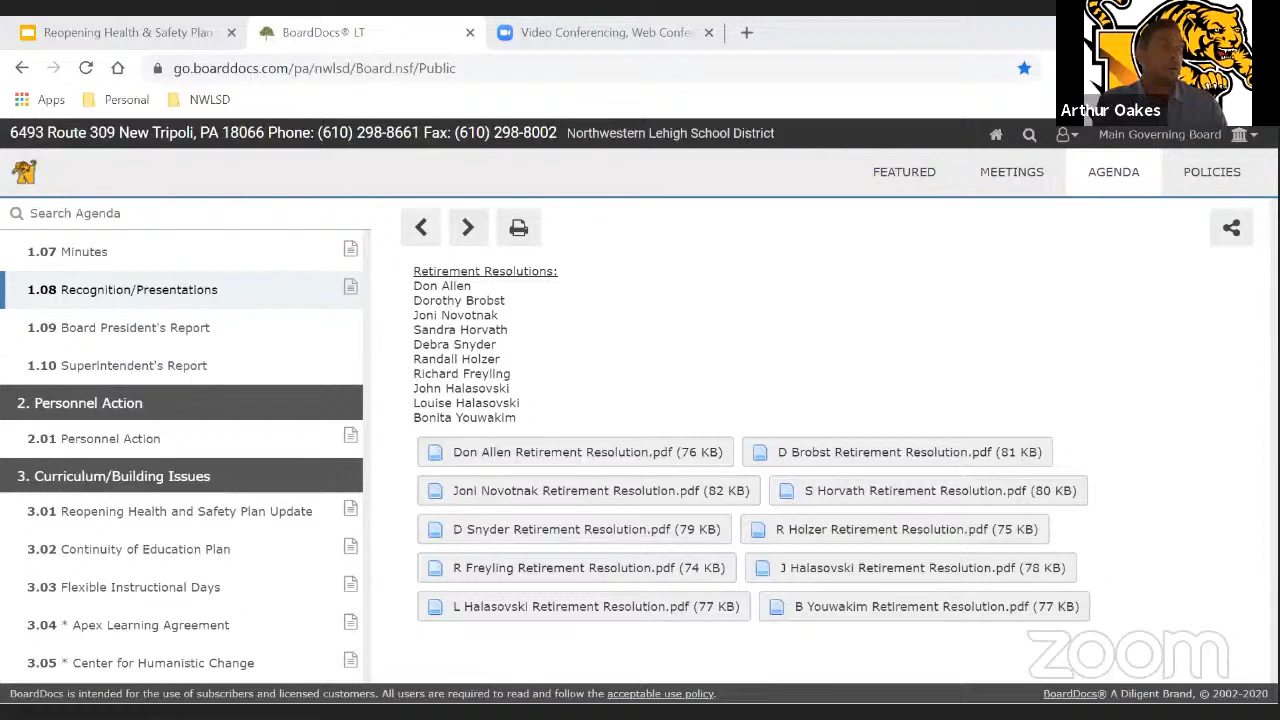 Reopening Health & Safety Plan
BoardDocs® LT
Video Conferencing, Web Confe
go.boarddocs.com/pa/nwlsd/Board.nsf/Public
Apps
Personal
NWLSD
Arthur Oakes
6493 Route 309 New Tripoli, PA 18066 Phone: (610) 298-8661 Fax: (610) 298-8002 Northwestern Lehigh School District
Main Governing Board
FEATURED
MEETINGS
AGENDA
POLICIES
Search Agenda
1.07 Minutes
1.08 Recognition/Presentations
1.09 Board President's Report
1.10 Superintendent's Report
2. Personnel Action
2.01 Personnel Action
3. Curriculum/Building Issues
3.01 Reopening Health and Safety Plan Update
3.02 Continuity of Education Plan
3.03 Flexible Instructional Days
3.04 * Apex Learning Agreement
3.05 * Center for Humanistic Change
Retirement Resolutions:
Don Allen
Dorothy Brobst
Joni Novotnak
Sandra Horvath
Debra Snyder
Randall Holzer
Richard Freyling
John Halasovski
Louise Halasovski
Bonita Youwakim
Don Allen Retirement Resolution.pdf (76 KB)
D Brobst Retirement Resolution.pdf (81 KB)
Joni Novotnak Retirement Resolution.pdf (82 KB)
S Horvath Retirement Resolution.pdf (80 KB)
D Snyder Retirement Resolution.pdf (79 KB)
R Holzer Retirement Resolution.pdf (75 KB)
R Freyling Retirement Resolution.pdf (74 KB)
J Halasovski Retirement Resolution.pdf (78 KB)
L Halasovski Retirement Resolution.pdf (77 KB)
B Youwakim Retirement Resolution.pdf (77 KB)
zoom
BoardDocs is intended for the use of subscribers and licensed customers. All users are required to read and follow the acceptable use policy.
BoardDocs® A Diligent Brand, © 2002-2020